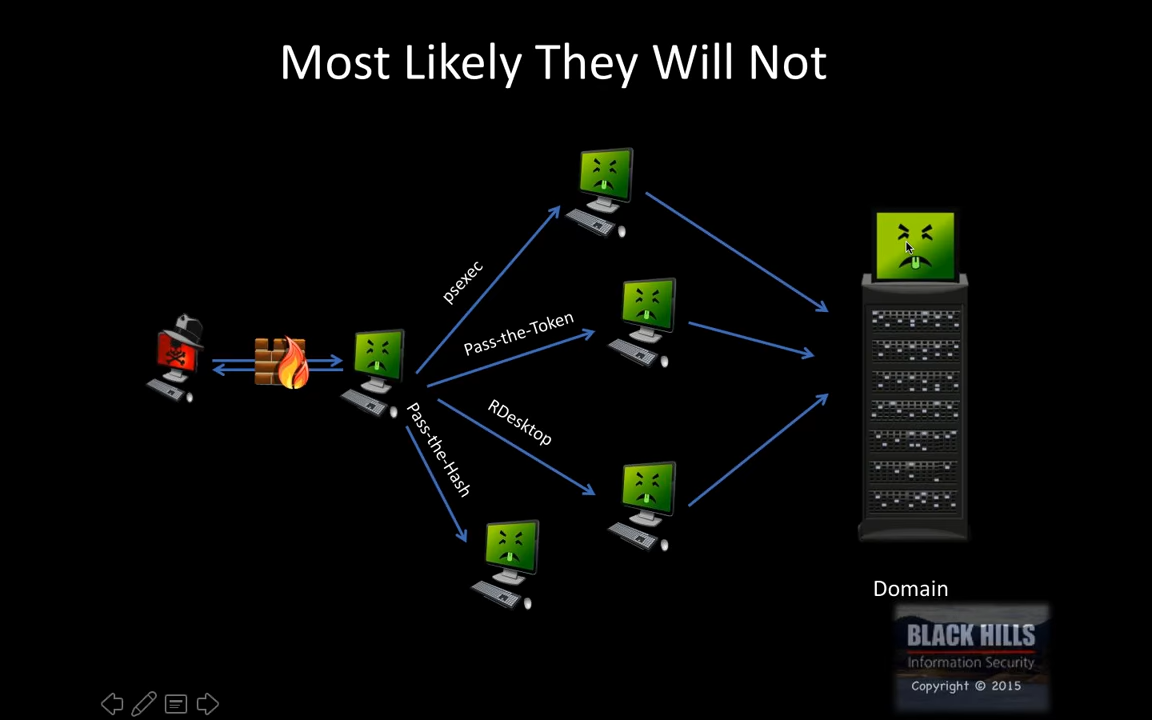 Most Likely They Will Not
psexec
Pass-the-Token
RDesktop
Pass-the-Hash
Domain
BLACK HILLS
Information Security
Copyright © 2015